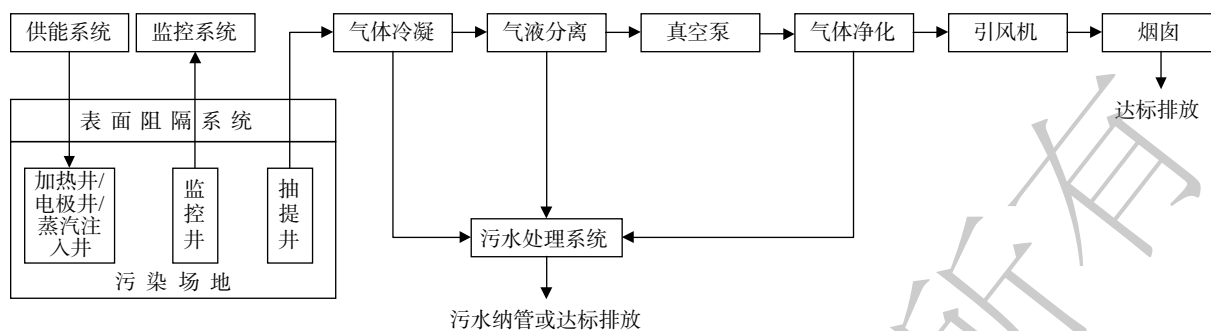 供能系统
监控系统
气体冷凝
气液分离
真空泵
气体净化
引风机
烟囱
达标排放
表面阻隔系统
加热井/
电极井/
蒸汽注
入井
监
控
井
抽
提
井
污染场地
污水处理系统
污水纳管或达标排放
所有